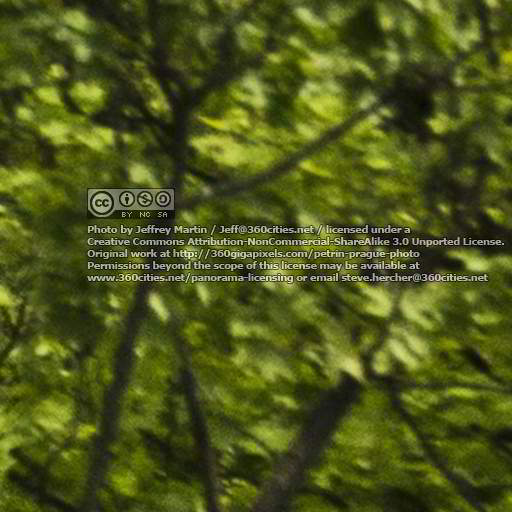 cc BY NC SA
Photo by Jeffrey Martin / Jeff@360cities.net / licensed under a
Creative Commons Attribution-NonCommercial-ShareAlike 3.0 Unported License.
Original work at http://360gigapixels.com/petrin-prague-photo
Permissions beyond the scope of this license may be available at
www.360cities.net/panorama-licensing or email steve.hercher@360cities.net